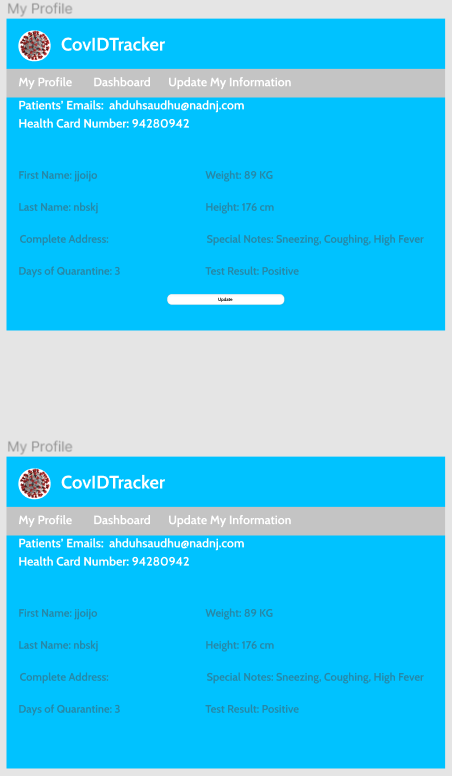 My Profile
CovIDTracker
My Profile Dashboard Update My Information
Patients' Emails: ahduhsaudhu@nadnj.com
Health Card Number: 94280942
First Name: jjoijo Weight: 89 KG
Last Name: nbskj Height: 176 cm
Complete Address: Special Notes: Sneezing, Coughing, High Fever
Days of Quarantine: 3 Test Result: Positive
Update
My Profile
CovIDTracker
My Profile Dashboard Update My Information
Patients' Emails: ahduhsaudhu@nadnj.com
Health Card Number: 94280942
First Name: jjoijo Weight: 89 KG
Last Name: nbskj Height: 176 cm
Complete Address: Special Notes: Sneezing, Coughing, High Fever
Days of Quarantine: 3 Test Result: Positive